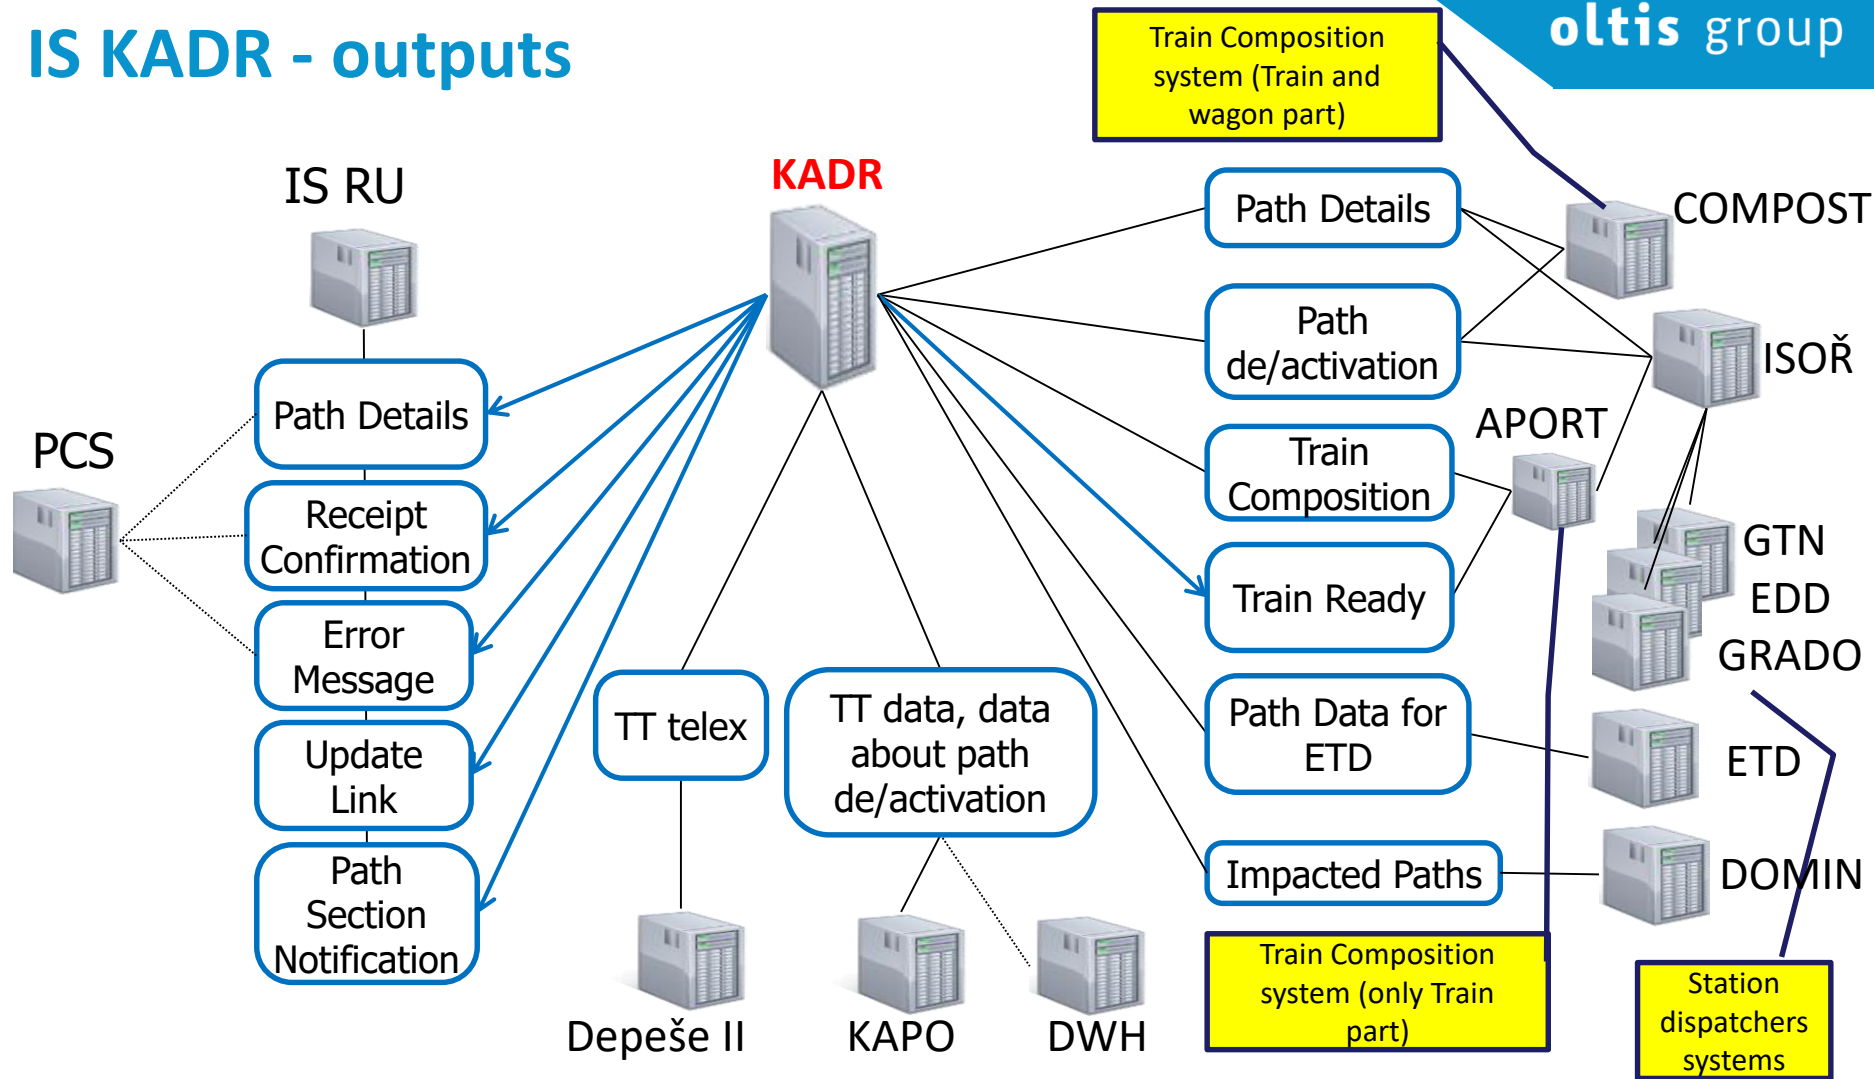 IS KADR - outputs
oltis group
Train Composition
system (Train and
wagon part)
IS RU
KADR
COMPOST
ISOŘ
APORT
PCS
GTN
EDD
GRADO
ETD
DOMIN
Path Details
Receipt
Confirmation
Error
Message
Update
Link
Path
Section
Notification
TT telex
TT data, data
about path
de/activation
Path Details
Path
de/activation
Train
Composition
Train Ready
Path Data for
ETD
Impacted Paths
Depeše II
KAPO
DWH
Train Composition
system (only Train
part)
Station
dispatchers
systems